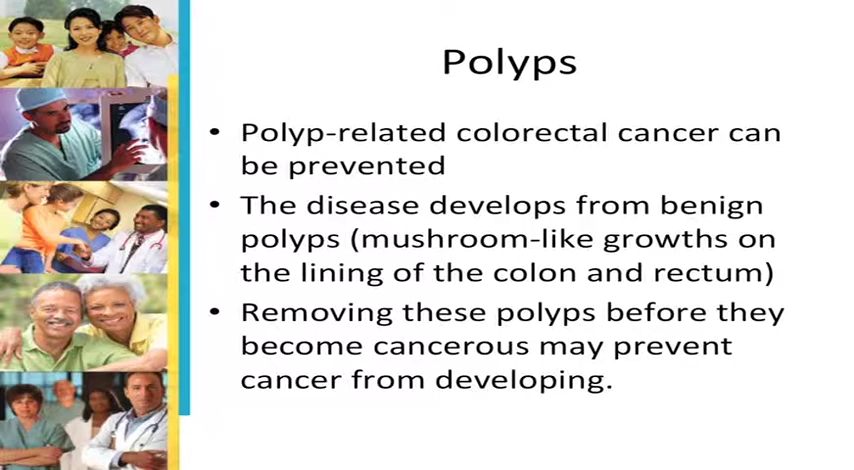 Polyps
• Polyp-related colorectal cancer can
be prevented
• The disease develops from benign
polyps (mushroom-like growths on
the lining of the colon and rectum)
• Removing these polyps before they
become cancerous may prevent
cancer from developing.